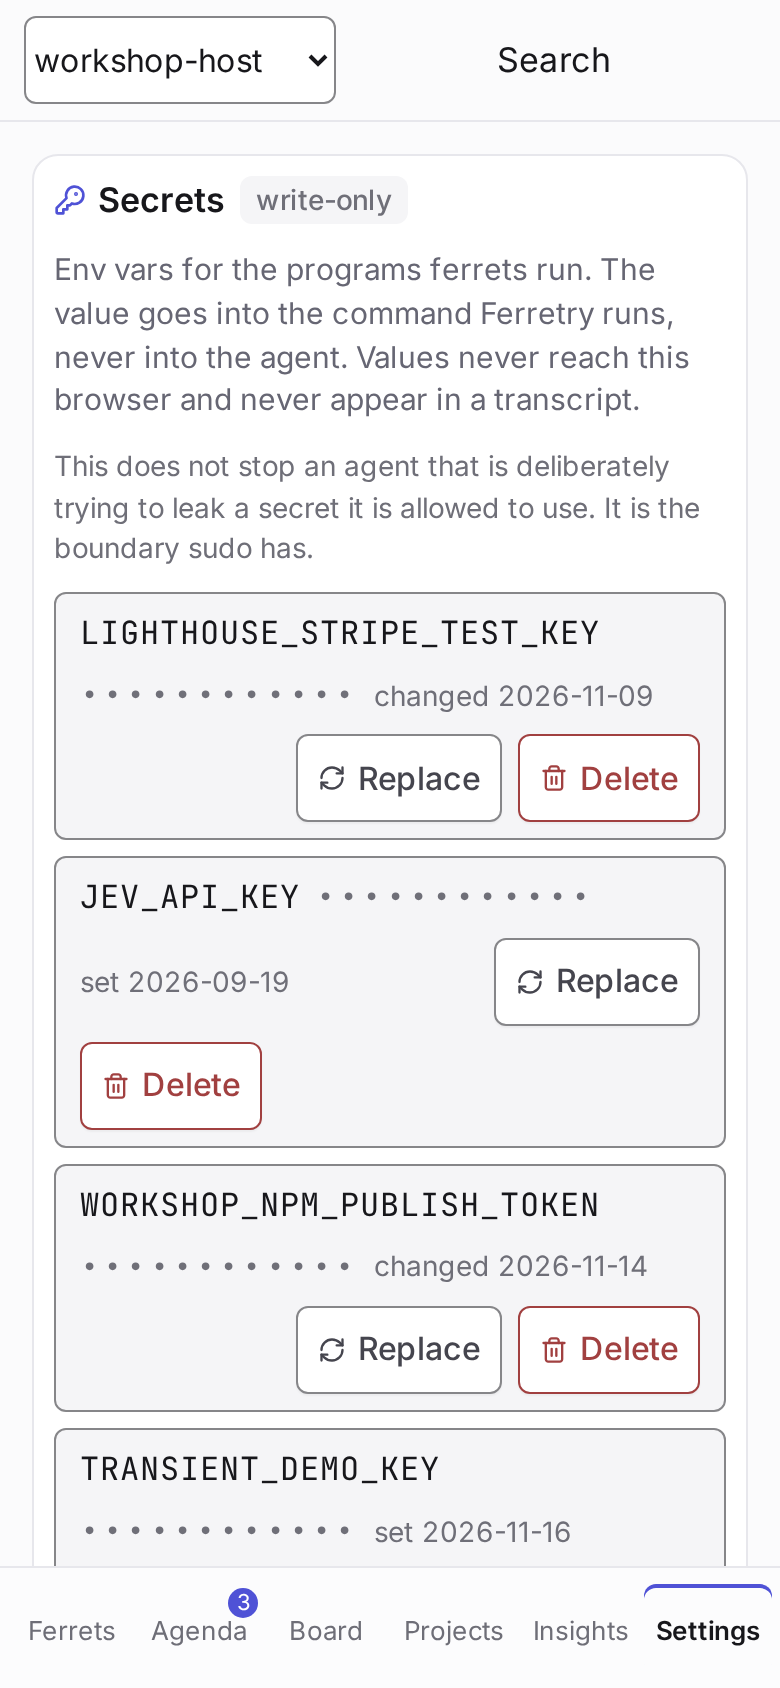 workshop-host
Search
Secrets write-only
Env vars for the programs ferrets run. The
value goes into the command Ferretry runs,
never into the agent. Values never reach this
browser and never appear in a transcript.
This does not stop an agent that is deliberately
trying to leak a secret it is allowed to use. It is the
boundary sudo has.
LIGHTHOUSE_STRIPE_TEST_KEY
•••••••••••• changed 2026-11-09
Replace Delete
JEV_API_KEY ••••••••••••
set 2026-09-19 Replace
Delete
WORKSHOP_NPM_PUBLISH_TOKEN
•••••••••••• changed 2026-11-14
Replace Delete
TRANSIENT_DEMO_KEY
•••••••••••• set 2026-11-16
3
Ferrets Agenda Board Projects Insights Settings